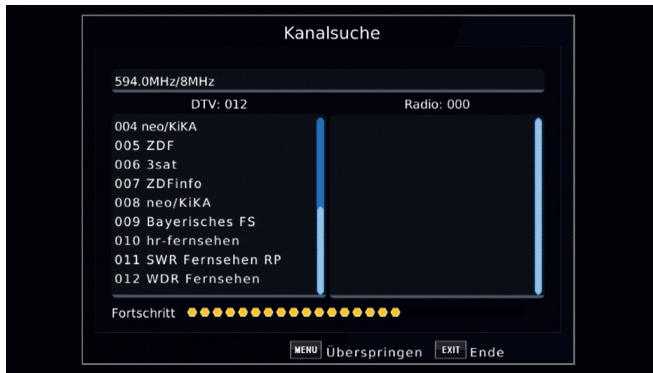 Kanalsuche
594.0MHz/8MHz
DTV: 012 Radio: 000
004 neo/KiKA
005 ZDF
006 3sat
007 ZDFinfo
008 neo/KiKA
009 Bayerisches FS
010 hr-fernsehen
011 SWR Fernsehen RP
012 WDR Fernsehen
Fortschritt
MENU Überspringen EXIT Ende